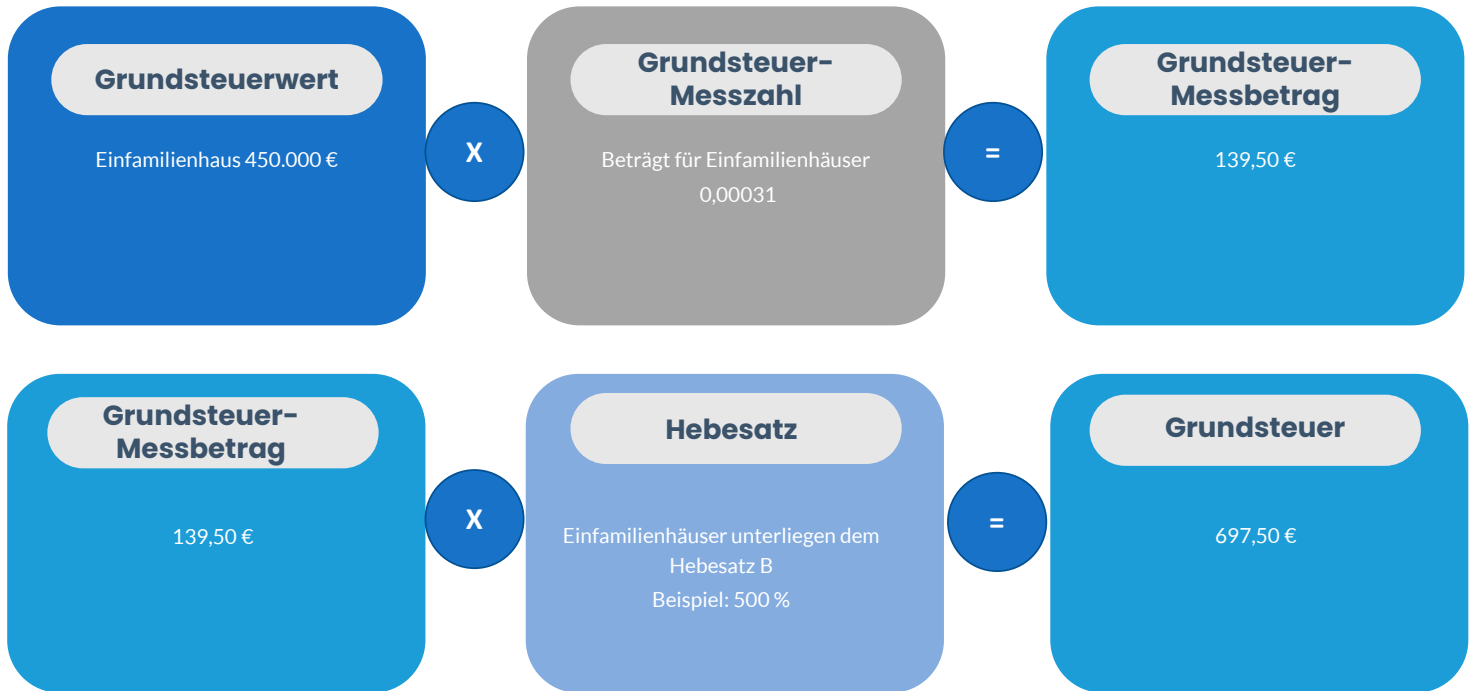 Grundsteuerwert
Einfamilienhaus 450.000 €
X
Grundsteuer-
Messzahl
Beträgt für Einfamilienhäuser
0,00031
=
Grundsteuer-
Messbetrag
139,50 €
Grundsteuer-
Messbetrag
139,50 €
X
Hebesatz
Einfamilienhäuser unterliegen dem
Hebesatz B
Beispiel: 500 %
=
Grundsteuer
697,50 €